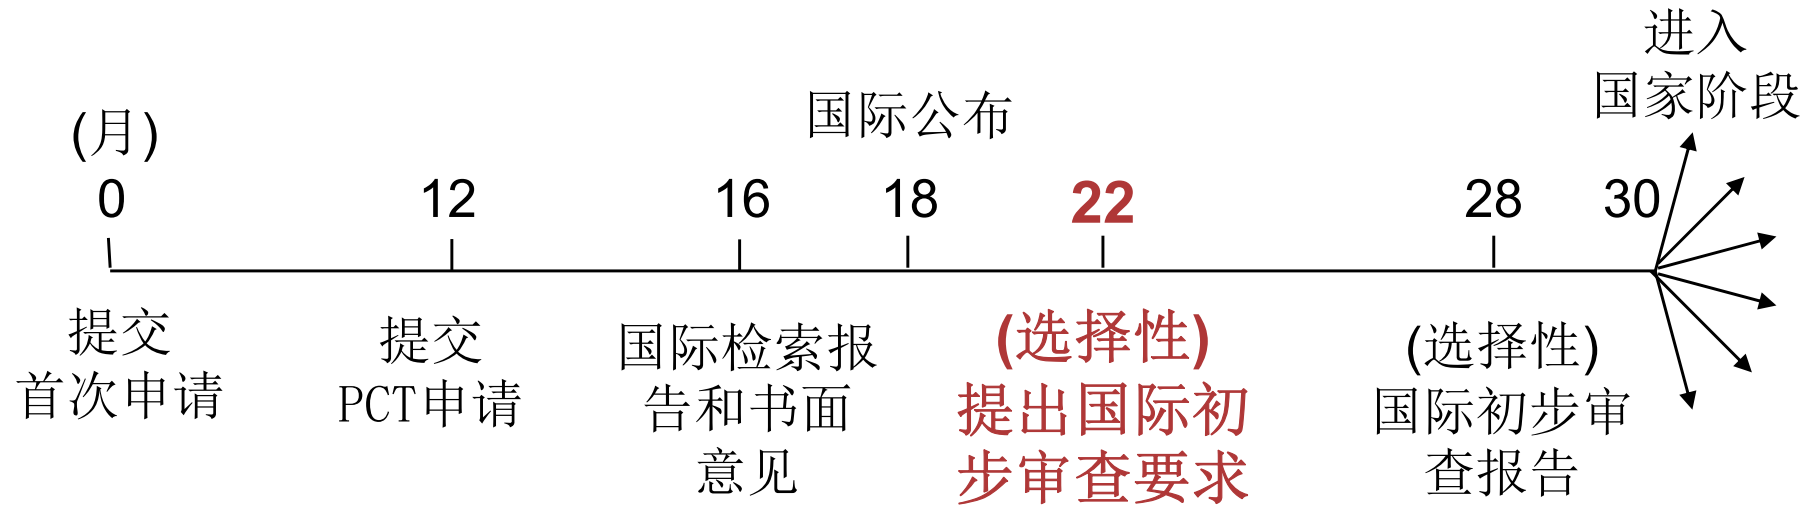 进入
国家阶段
国际公布
(月)
0 12 16 18 22 28 30
提交
首次申请
提交
PCT申请
国际检索报
告和书面
意见
(选择性)
提出国际初
步审查要求
(选择性)
国际初步审
查报告